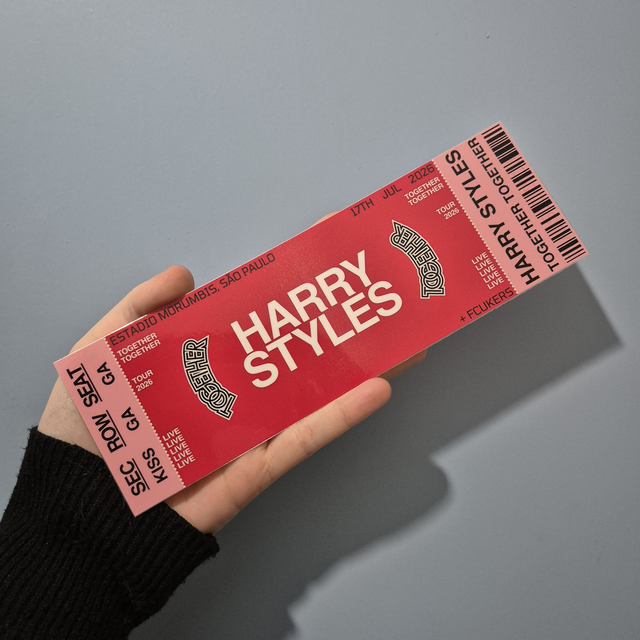 SEC ROW SEAT
KISS GA GA
ESTADIO MORUMBIS, SÃO PAULO
17TH JUL 2026
TOGETHER
TOGETHER
TOUR
2026
LIVE
LIVE
LIVE
LIVE
TOGETHER
HARRY
STYLES
TOGETHER
TOGETHER
TOGETHER
TOUR
2026
LIVE
LIVE
LIVE
LIVE
+ FCUKERS
HARRY STYLES
TOGETHER TOGETHER